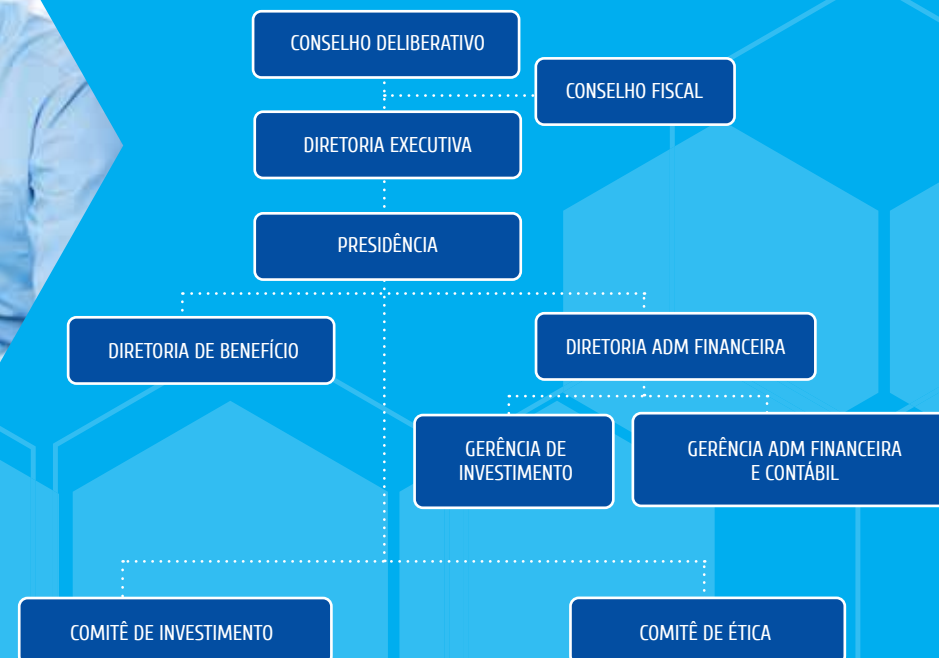 CONSELHO DELIBERATIVO
CONSELHO FISCAL
DIRETORIA EXECUTIVA
PRESIDÊNCIA
DIRETORIA DE BENEFÍCIO
DIRETORIA ADM FINANCEIRA
GERÊNCIA DE
INVESTIMENTO
GERÊNCIA ADM FINANCEIRA
E CONTÁBIL
COMITÊ DE INVESTIMENTO
COMITÊ DE ÉTICA